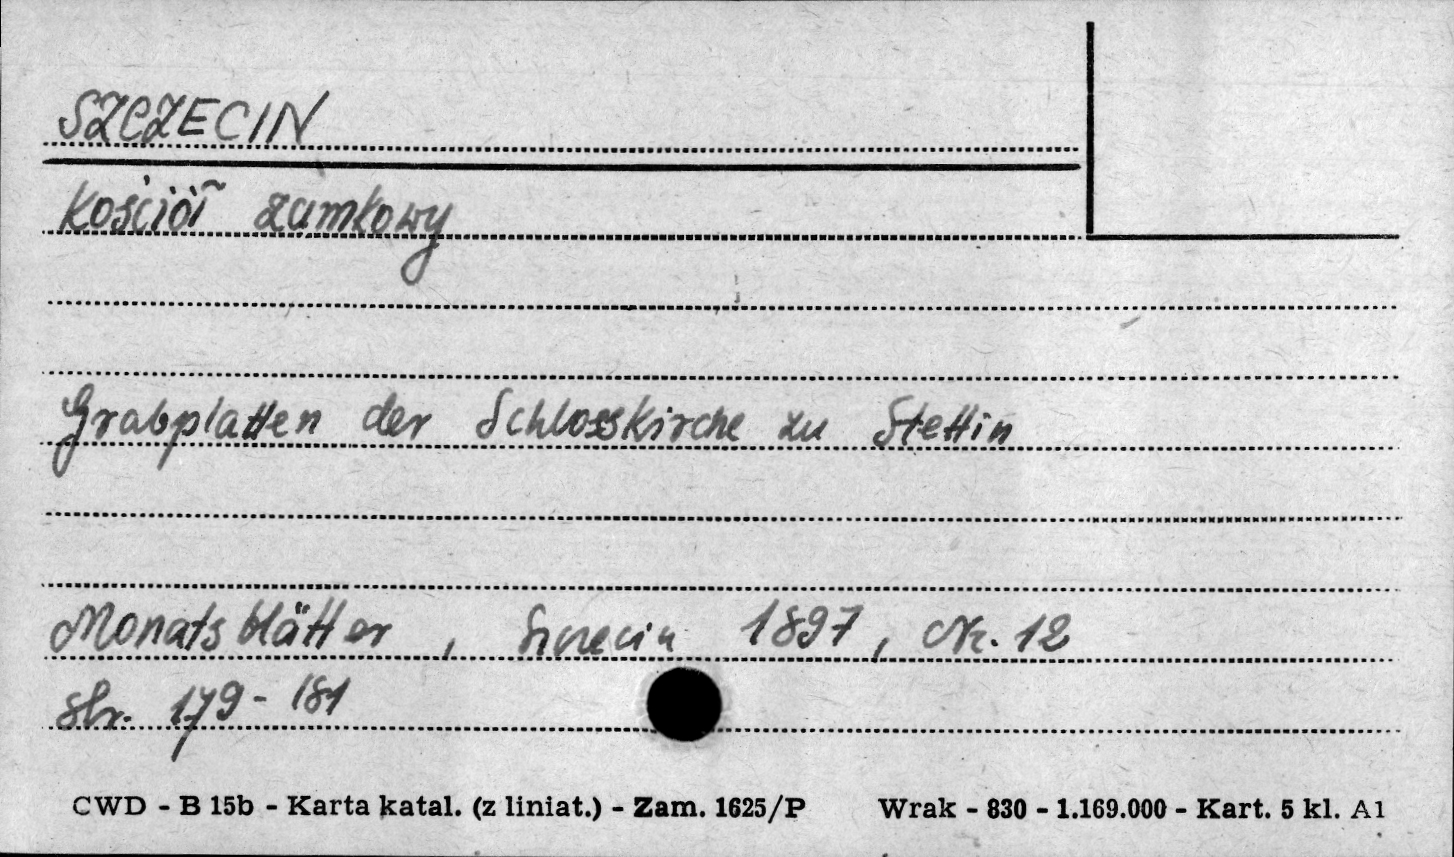 SZCZECIN
Kościół zamkowy
Grabplatten der Schlosskirche zu Stettin
Monatsblätter, Szczecin 1897, Nr. 12
str. 179-181
CWD - B 15b - Karta katal. (z liniat.) - Zam. 1625/P Wrak - 830 - 1.169.000 - Kart. 5 kl. A1